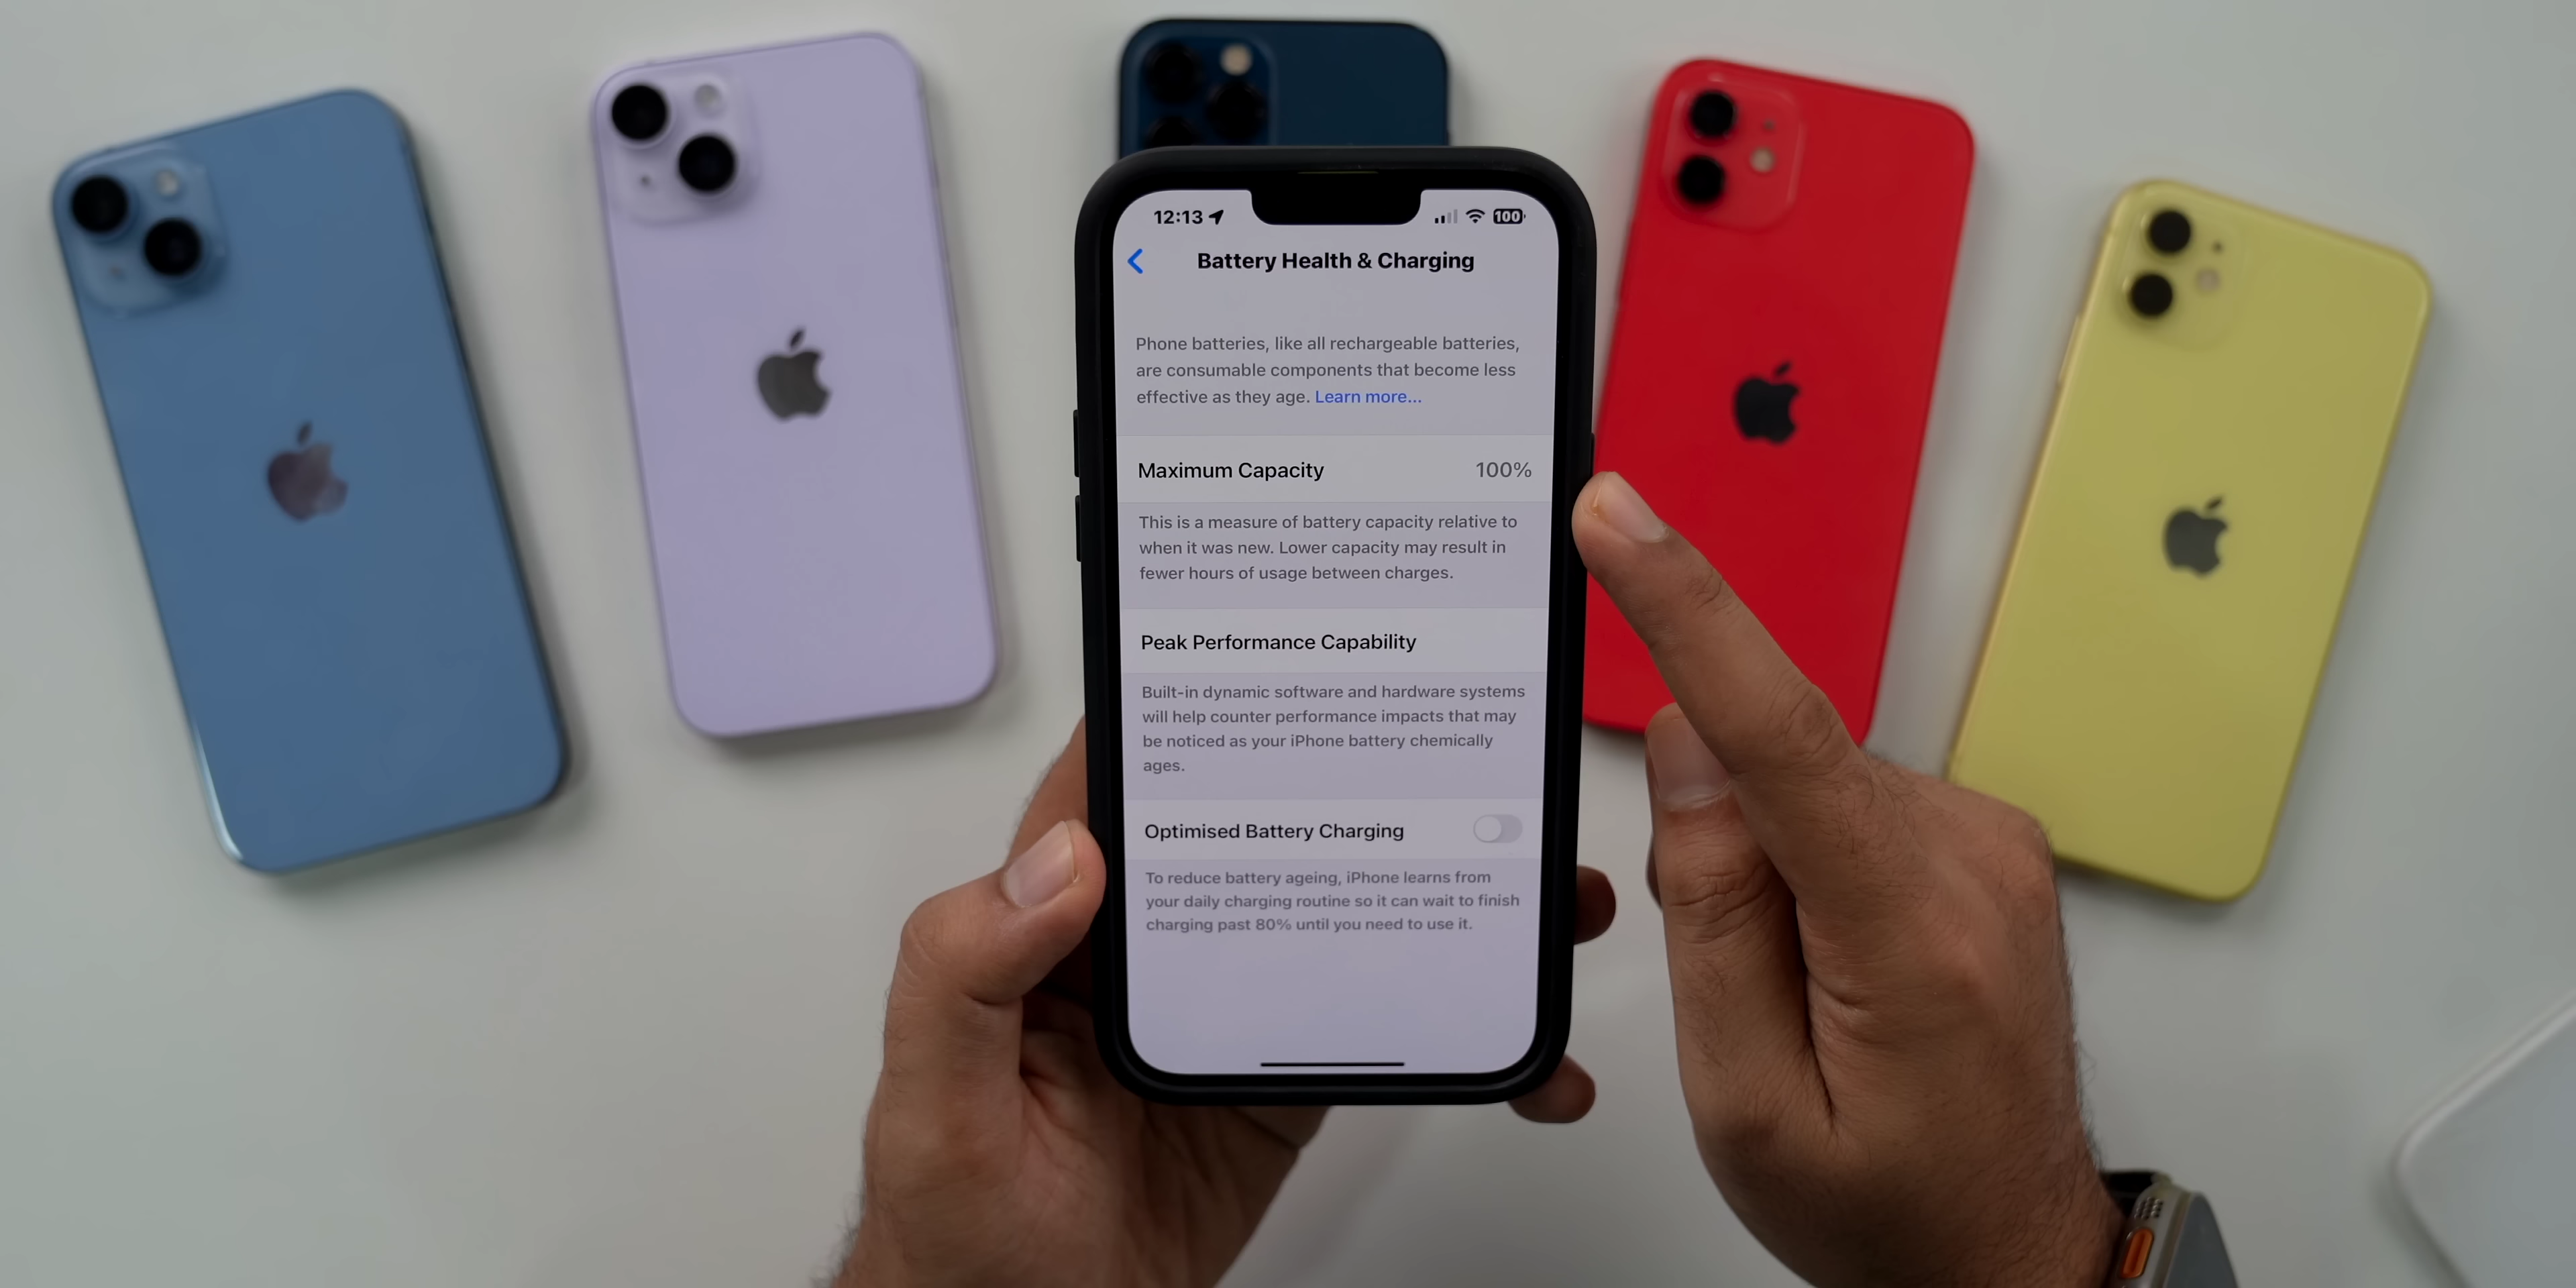 12:13
100
Battery Health & Charging
Phone batteries, like all rechargeable batteries,
are consumable components that become less
effective as they age. Learn more...
Maximum Capacity 100%
This is a measure of battery capacity relative to
when it was new. Lower capacity may result in
fewer hours of usage between charges.
Peak Performance Capability
Built-in dynamic software and hardware systems
will help counter performance impacts that may
be noticed as your iPhone battery chemically
ages.
Optimised Battery Charging
To reduce battery ageing, iPhone learns from
your daily charging routine so it can wait to finish
charging past 80% until you need to use it.